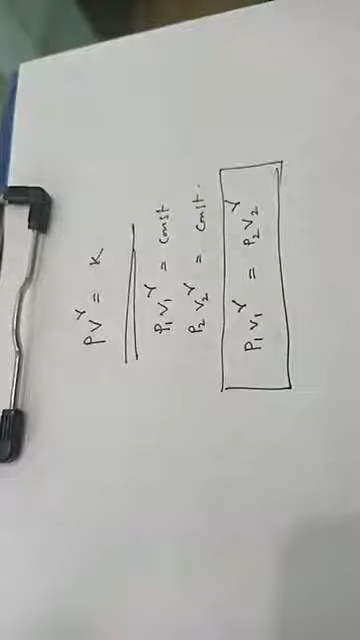 PV^γ = K
P₁V₁^γ = const
P₂V₂^γ = const.
P₁V₁^γ = P₂V₂^γ